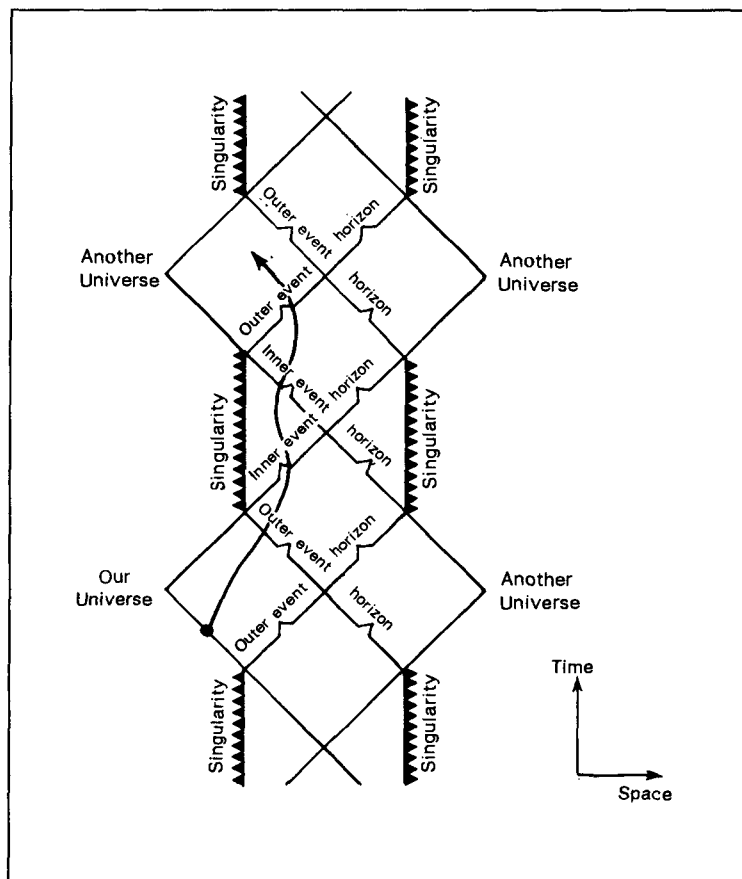 Singularity
Singularity
Outer event
horizon
Another
Universe
Another
Universe
Outer event
horizon
Inner event
horizon
Singularity
Singularity
Inner event
horizon
Outer event
horizon
Our
Universe
Another
Universe
Outer event
horizon
Singularity
Singularity
Time
Space